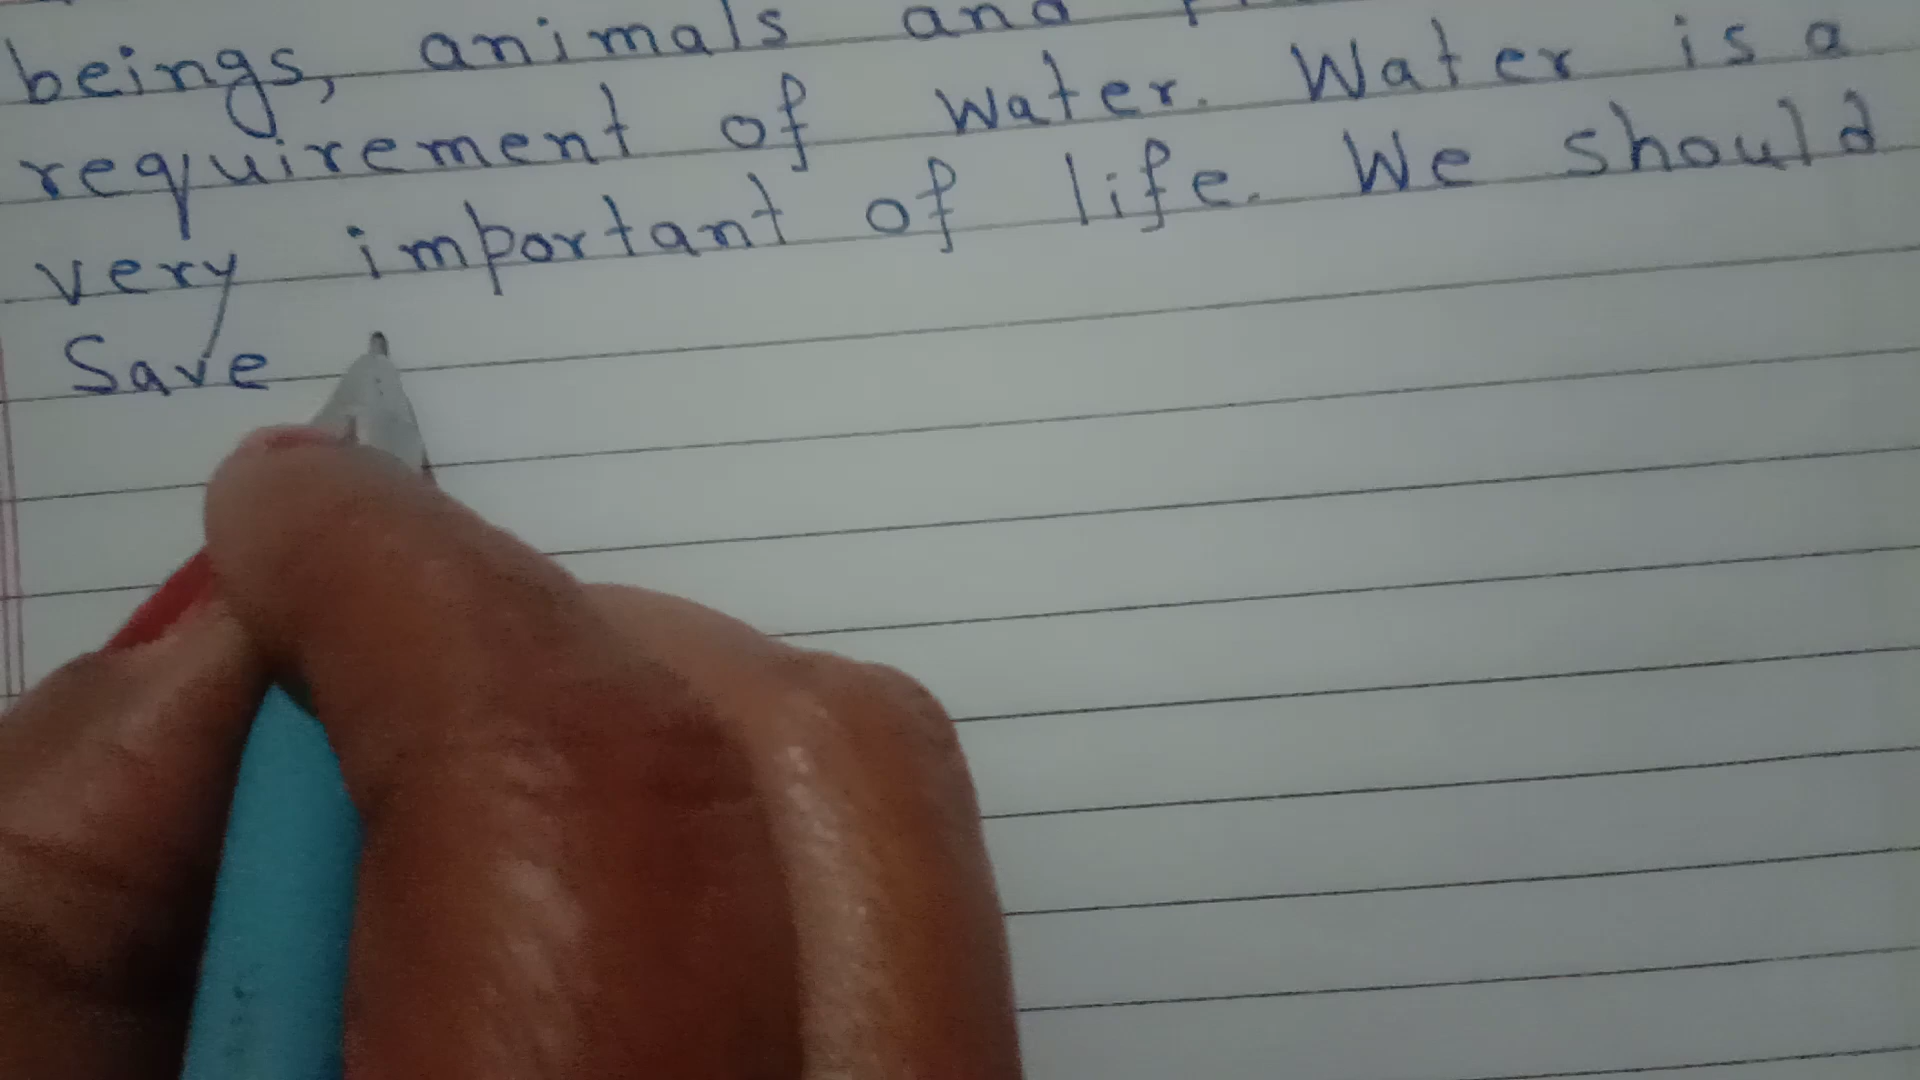 beings, animals and
requirement of water. Water is a
very important of life. We should
Save